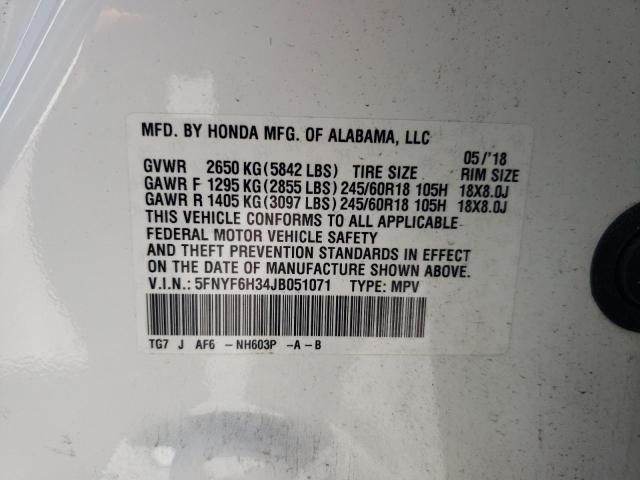 MFD. BY HONDA MFG. OF ALABAMA, LLC
05/'18
GVWR 2650 KG(5842 LBS) TIRE SIZE RIM SIZE
GAWR F 1295 KG(2855 LBS)245/60R18 105H 18X8.0J
GAWR R 1405 KG(3097 LBS)245/60R18 105H 18X8.0J
THIS VEHICLE CONFORMS TO ALL APPLICABLE
FEDERAL MOTOR VEHICLE SAFETY
AND THEFT PREVENTION STANDARDS IN EFFECT
ON THE DATE OF MANUFACTURE SHOWN ABOVE
V.I.N.: 5FNYF6H34JB051071 TYPE: MPV
TG7 J AF6 - NH603P -A-B